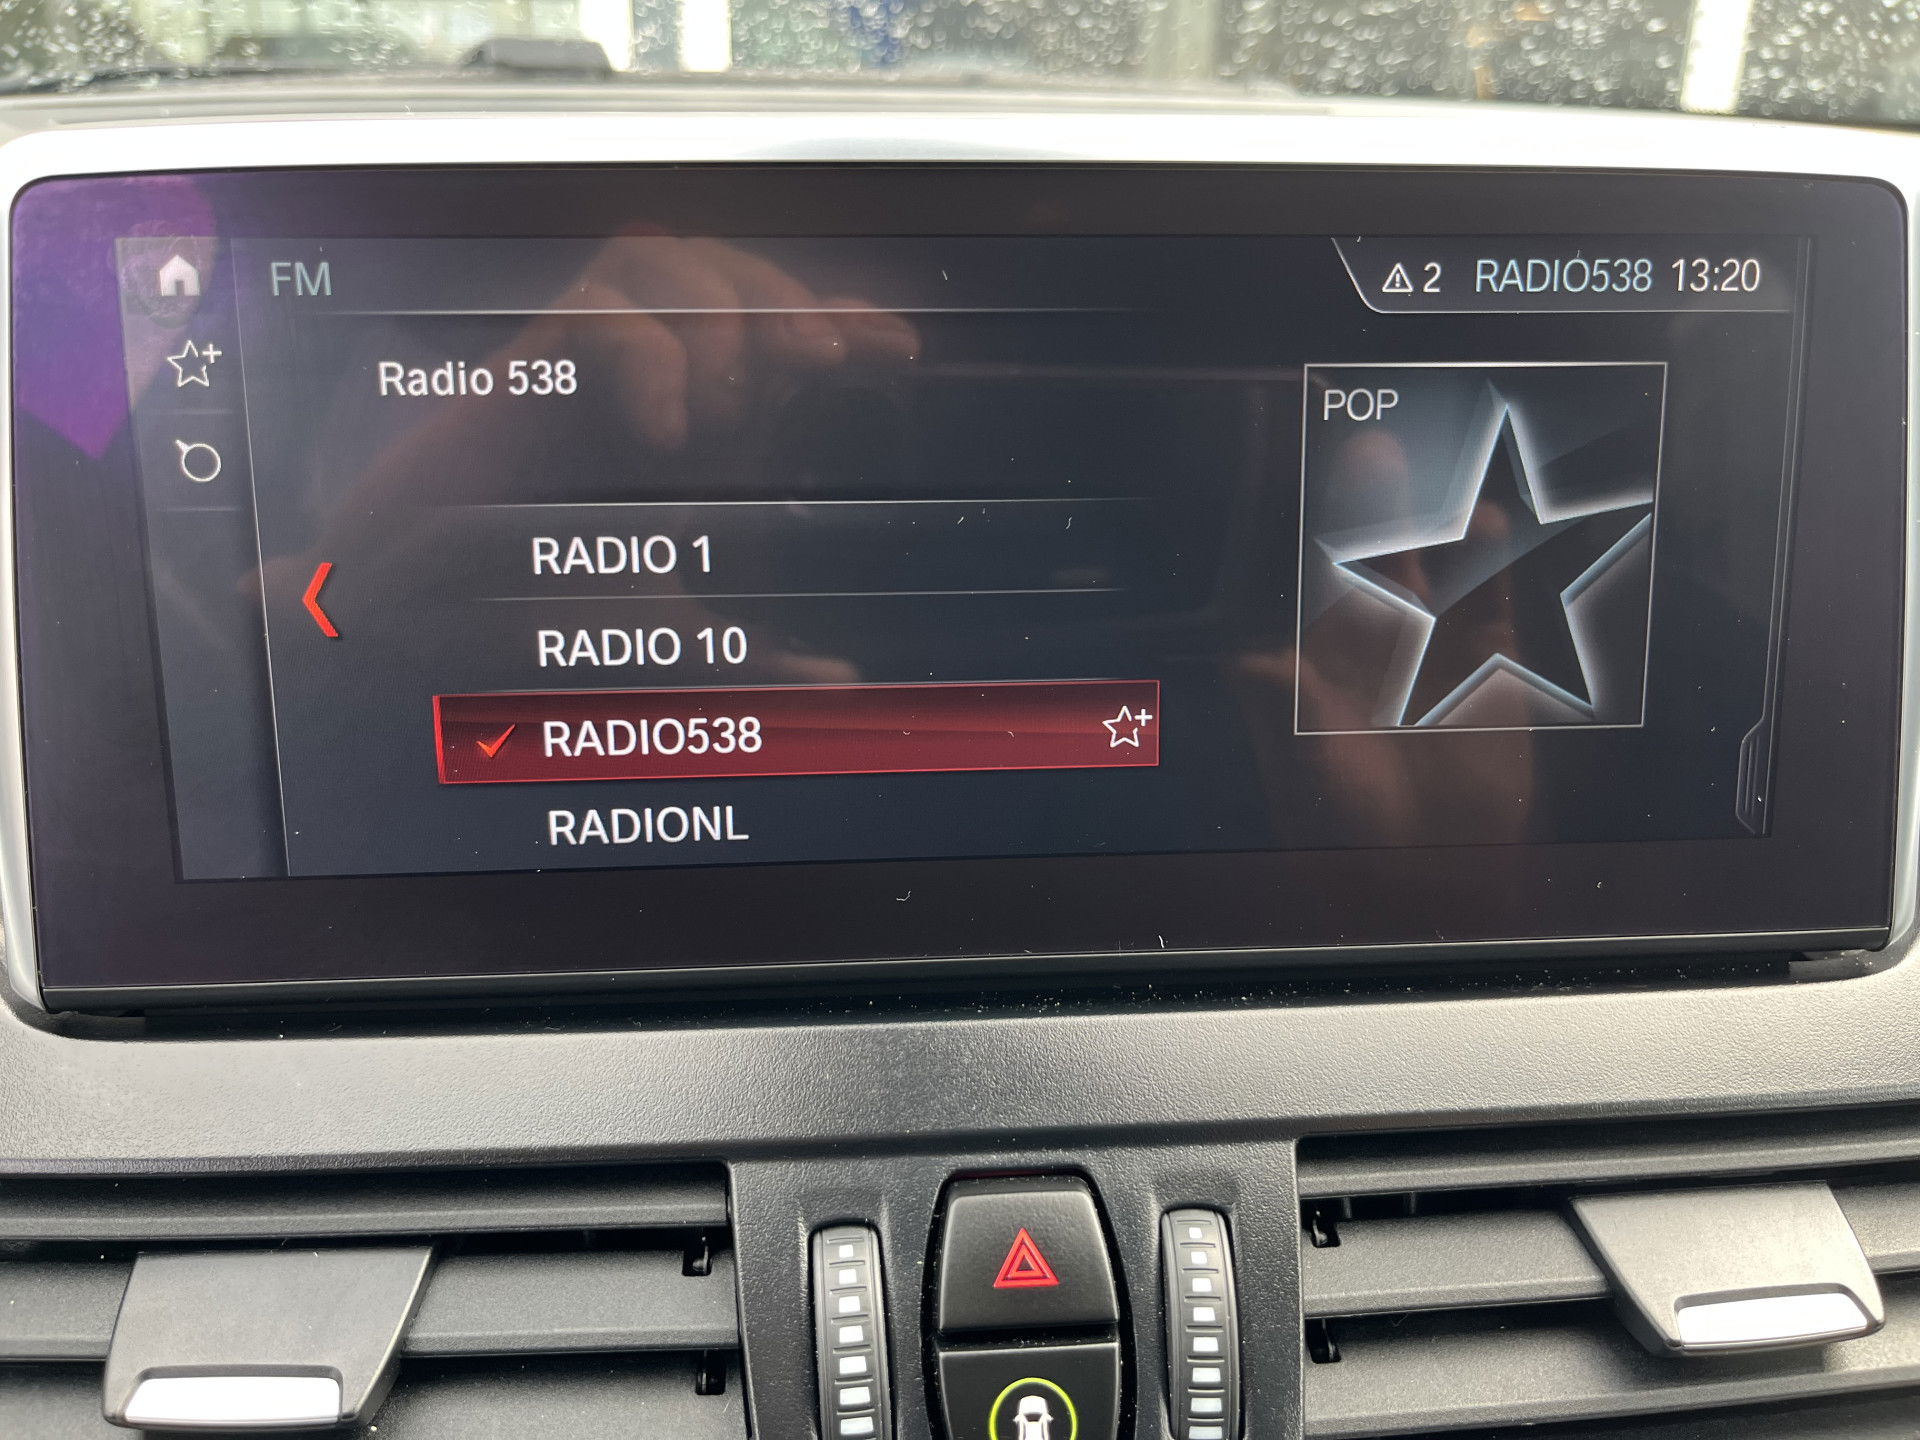 FM
2 RADIO538 13:20
Radio 538
POP
RADIO 1
RADIO 10
RADIO538
RADIONL